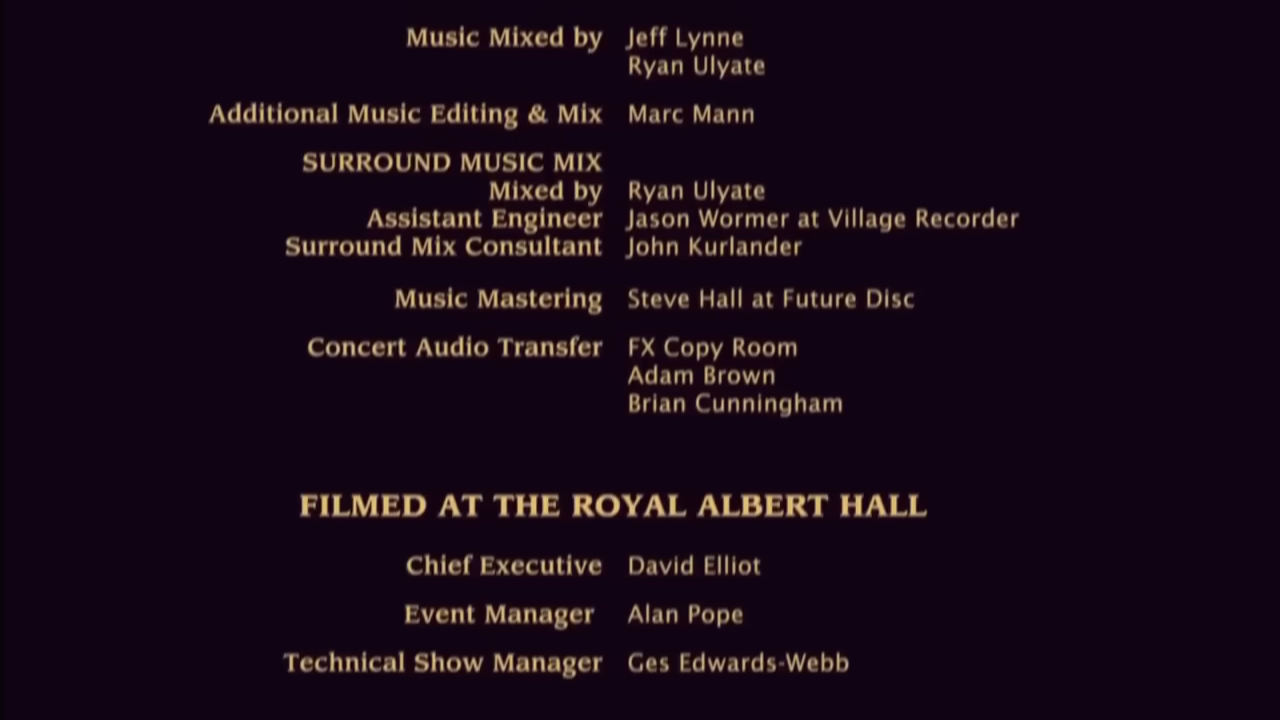 Music Mixed by Jeff Lynne
Ryan Ulyate
Additional Music Editing & Mix Marc Mann
SURROUND MUSIC MIX
Mixed by Ryan Ulyate
Assistant Engineer Jason Wormer at Village Recorder
Surround Mix Consultant John Kurlander
Music Mastering Steve Hall at Future Disc
Concert Audio Transfer FX Copy Room
Adam Brown
Brian Cunningham
FILMED AT THE ROYAL ALBERT HALL
Chief Executive David Elliot
Event Manager Alan Pope
Technical Show Manager Ges Edwards-Webb